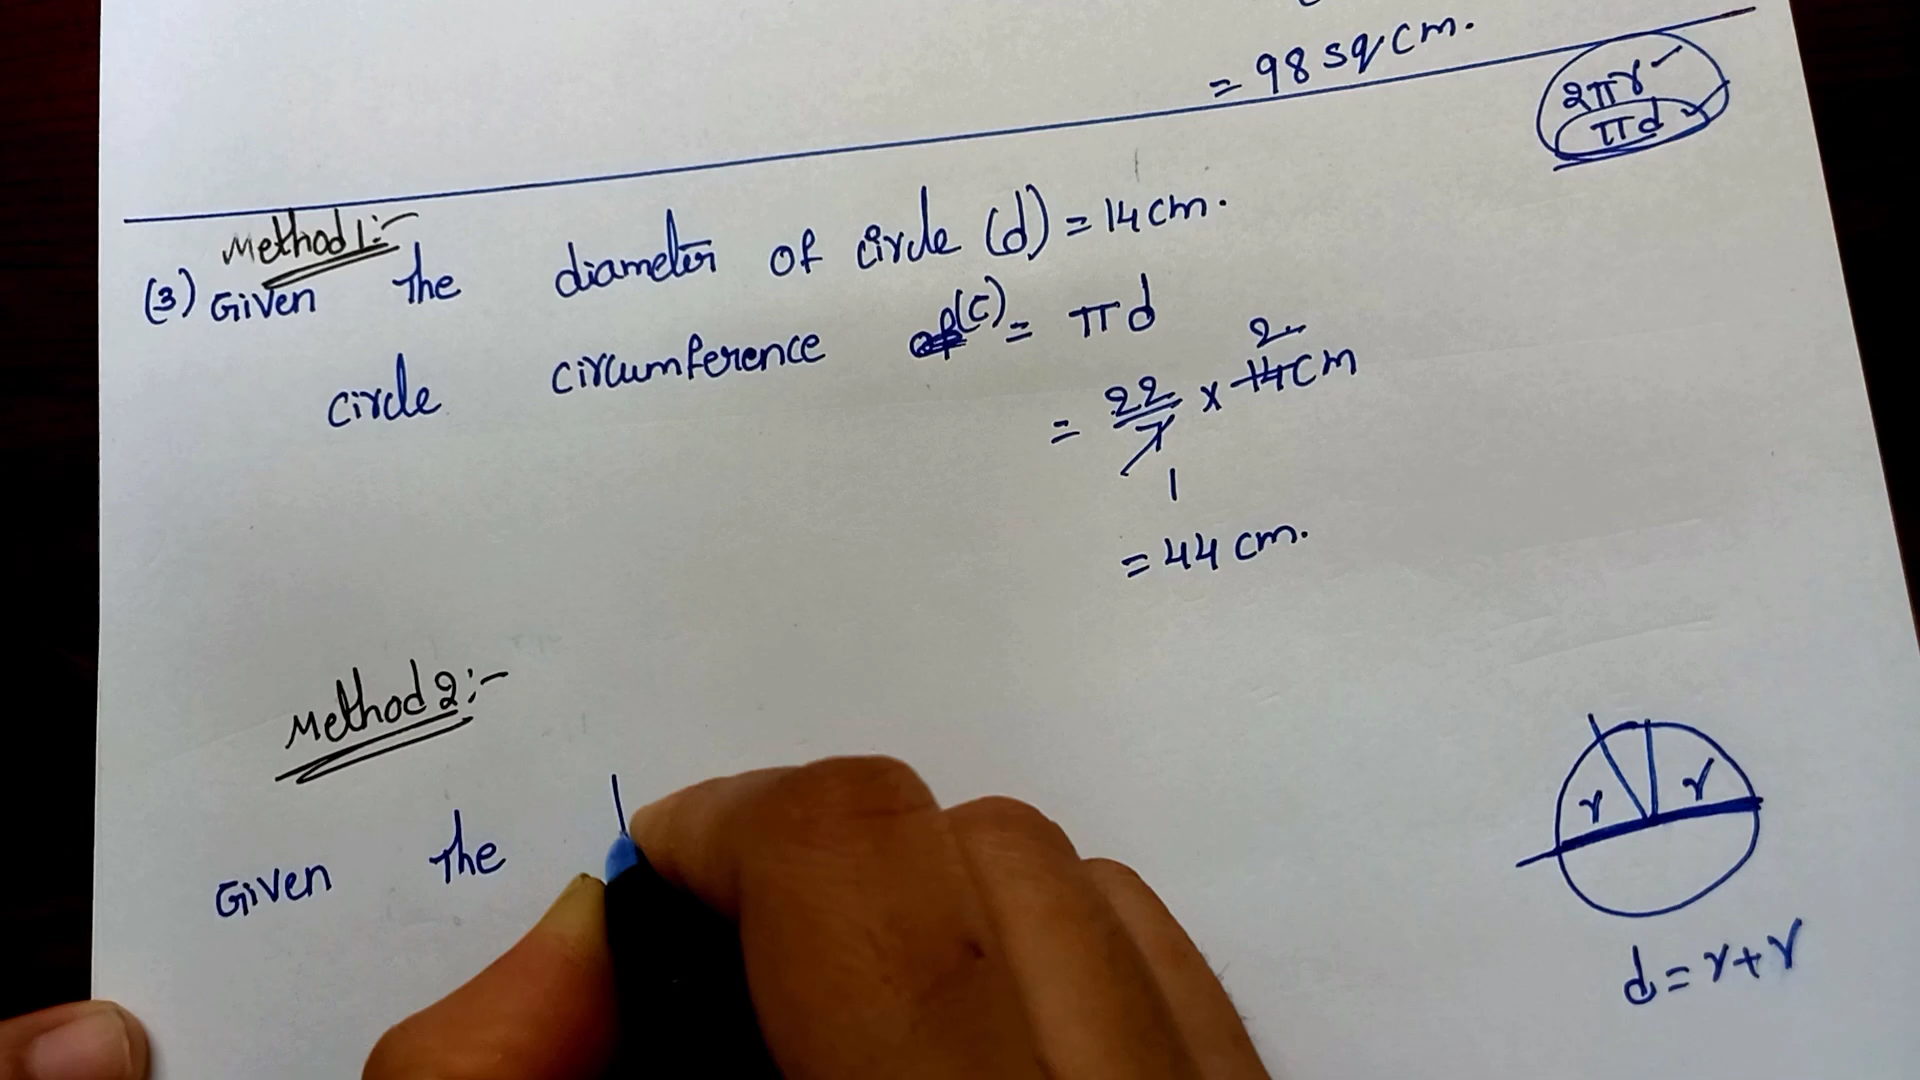 = 98 sq cm.
2πr
πd
Method 1:-
(3) Given the diameter of circle (d) = 14 cm.
circle circumference (C) = πd
2
= 22/7 x 14 cm
1
= 44 cm.
Method 2:-
Given the
r r
d = r + r